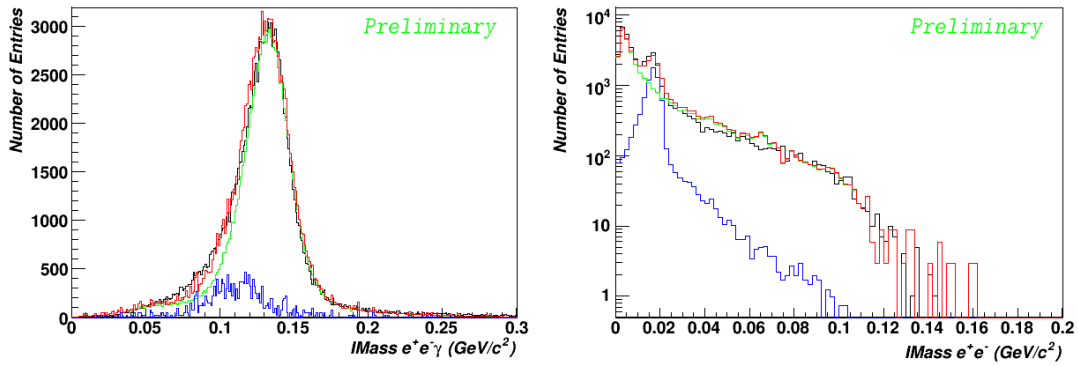 Number of Entries
3000
2500
2000
1500
1000
500
0
Preliminary
0 0.05 0.1 0.15 0.2 0.25 0.3
IMass e⁺e⁻γ (GeV/c²)
Number of Entries
10⁴
10³
10²
10
1
Preliminary
0 0.02 0.04 0.06 0.08 0.1 0.12 0.14 0.16 0.18 0.2
IMass e⁺e⁻ (GeV/c²)